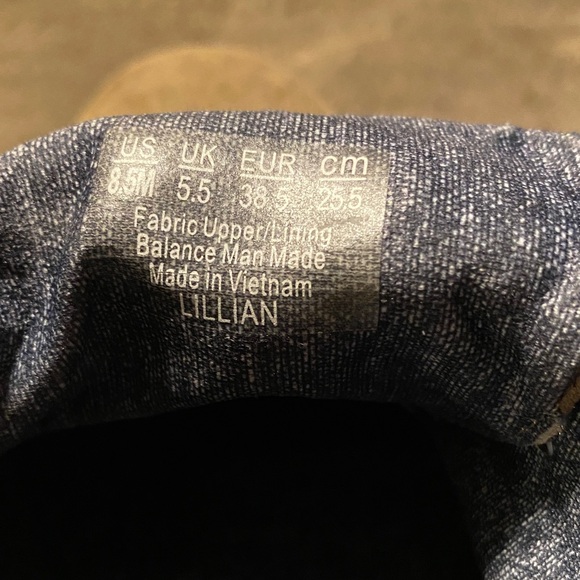 US UK EUR cm
8.5M 5.5 38.5 25.5
Fabric Upper/Lining
Balance Man Made
Made in Vietnam
LILLIAN